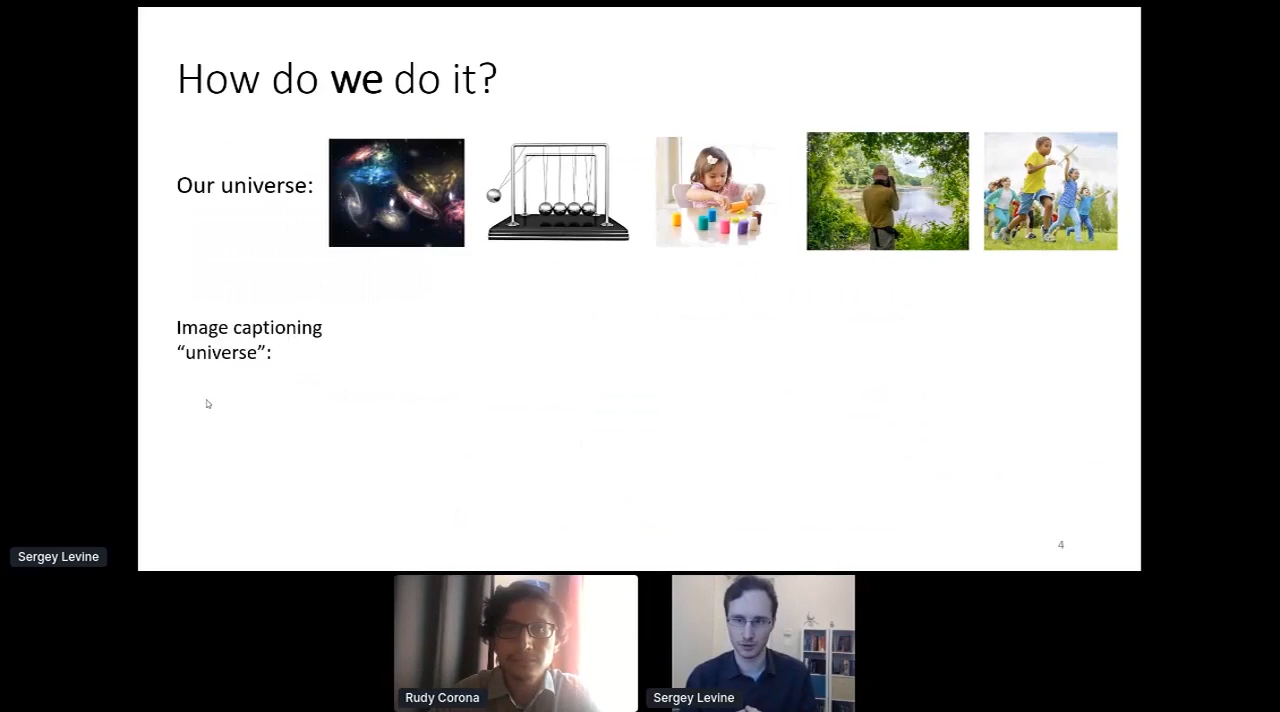 How do we do it?
Our universe:
Image captioning
“universe”:
4
Sergey Levine
Rudy Corona
Sergey Levine